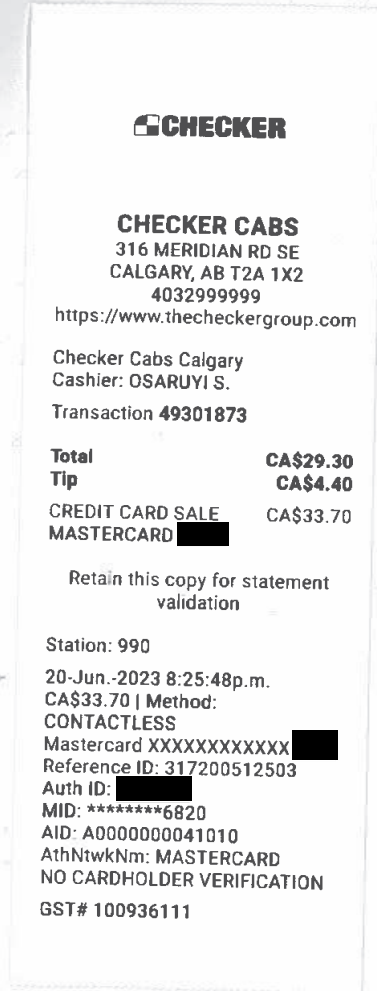 CHECKER
CHECKER CABS
316 MERIDIAN RD SE
CALGARY, AB T2A 1X2
4032999999
https://www.thecheckergroup.com
Checker Cabs Calgary
Cashier: OSARUYI S.
Transaction 49301873
Total CA$29.30
Tip CA$4.40
CREDIT CARD SALE CA$33.70
MASTERCARD
Retain this copy for statement
validation
Station: 990
20-Jun.-2023 8:25:48p.m.
CA$33.70 | Method:
CONTACTLESS
Mastercard XXXXXXXXXXXX
Reference ID: 317200512503
Auth ID:
MID: ********6820
AID: A0000000041010
AthNtwkNm: MASTERCARD
NO CARDHOLDER VERIFICATION
GST# 100936111